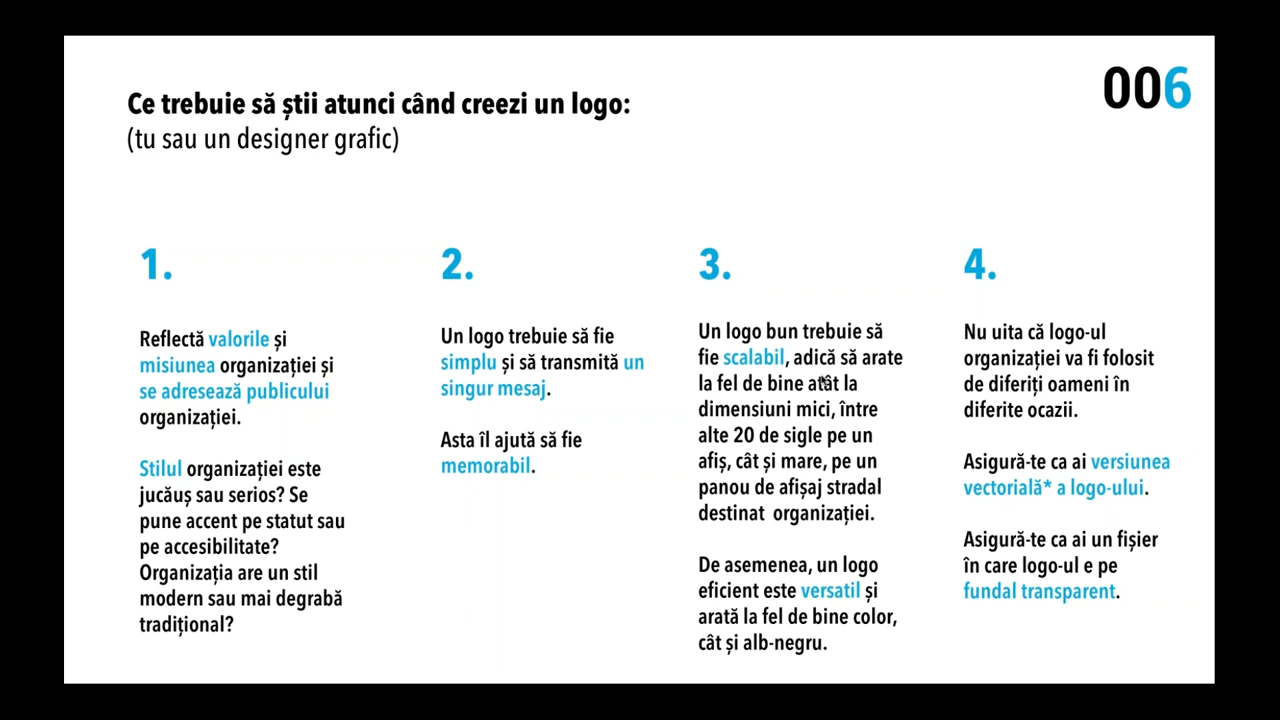 006
Ce trebuie să știi atunci când creezi un logo:
(tu sau un designer grafic)
1.
Reflectă valorile și
misiunea organizației și
se adresează publicului
organizației.
Stilul organizației este
jucăuș sau serios? Se
pune accent pe statut sau
pe accesibilitate?
Organizația are un stil
modern sau mai degrabă
tradițional?
2.
Un logo trebuie să fie
simplu și să transmită un
singur mesaj.
Asta îl ajută să fie
memorabil.
3.
Un logo bun trebuie să
fie scalabil, adică să arate
la fel de bine atât la
dimensiuni mici, între
alte 20 de sigle pe un
afiș, cât și mare, pe un
panou de afișaj stradal
destinat organizației.
De asemenea, un logo
eficient este versatil și
arată la fel de bine color,
cât și alb-negru.
4.
Nu uita că logo-ul
organizației va fi folosit
de diferiți oameni în
diferite ocazii.
Asigură-te ca ai versiunea
vectorială* a logo-ului.
Asigură-te ca ai un fișier
în care logo-ul e pe
fundal transparent.